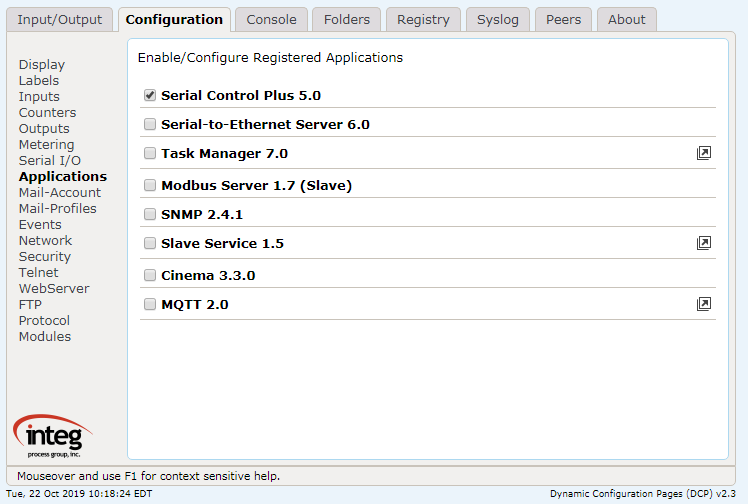 Input/Output Configuration Console Folders Registry Syslog Peers About
Display
Labels
Inputs
Counters
Outputs
Metering
Serial I/O
Applications
Mail-Account
Mail-Profiles
Events
Network
Security
Telnet
WebServer
FTP
Protocol
Modules
integ
process group, inc.
Enable/Configure Registered Applications
Serial Control Plus 5.0
Serial-to-Ethernet Server 6.0
Task Manager 7.0
Modbus Server 1.7 (Slave)
SNMP 2.4.1
Slave Service 1.5
Cinema 3.3.0
MQTT 2.0
Mouseover and use F1 for context sensitive help.
Tue, 22 Oct 2019 10:18:24 EDT
Dynamic Configuration Pages (DCP) v2.3